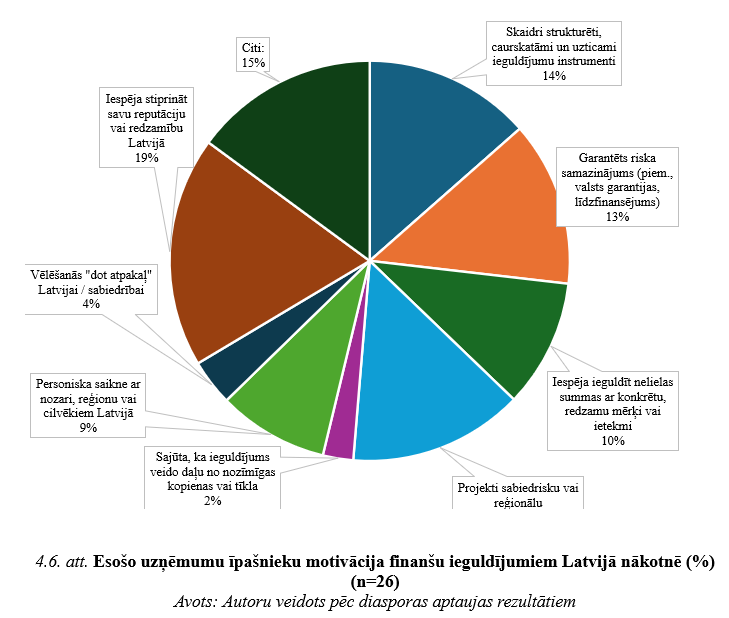 Skaidri strukturēti,
caurskatāmi un uzticami
ieguldījumu instrumenti
14%
Garantēts riska
samazinājums (piem.,
valsts garantijas,
līdzfinansējums)
13%
Iespēja ieguldīt nelielas
summas ar konkrētu,
redzamu mērķi vai
ietekmi
10%
Projekti sabiedrisku vai
reģionālu
Sajūta, ka ieguldījums
veido daļu no nozīmīgas
kopienas vai tīkla
2%
Personiska saikne ar
nozari, reģionu vai
cilvēkiem Latvijā
9%
Vēlēšanās "dot atpakaļ"
Latvijai / sabiedrībai
4%
Iespēja stiprināt
savu reputāciju
vai redzamību
Latvijā
19%
Citi:
15%
4.6. att. Esošo uzņēmumu īpašnieku motivācija finanšu ieguldījumiem Latvijā nākotnē (%)
(n=26)
Avots: Autoru veidots pēc diasporas aptaujas rezultātiem